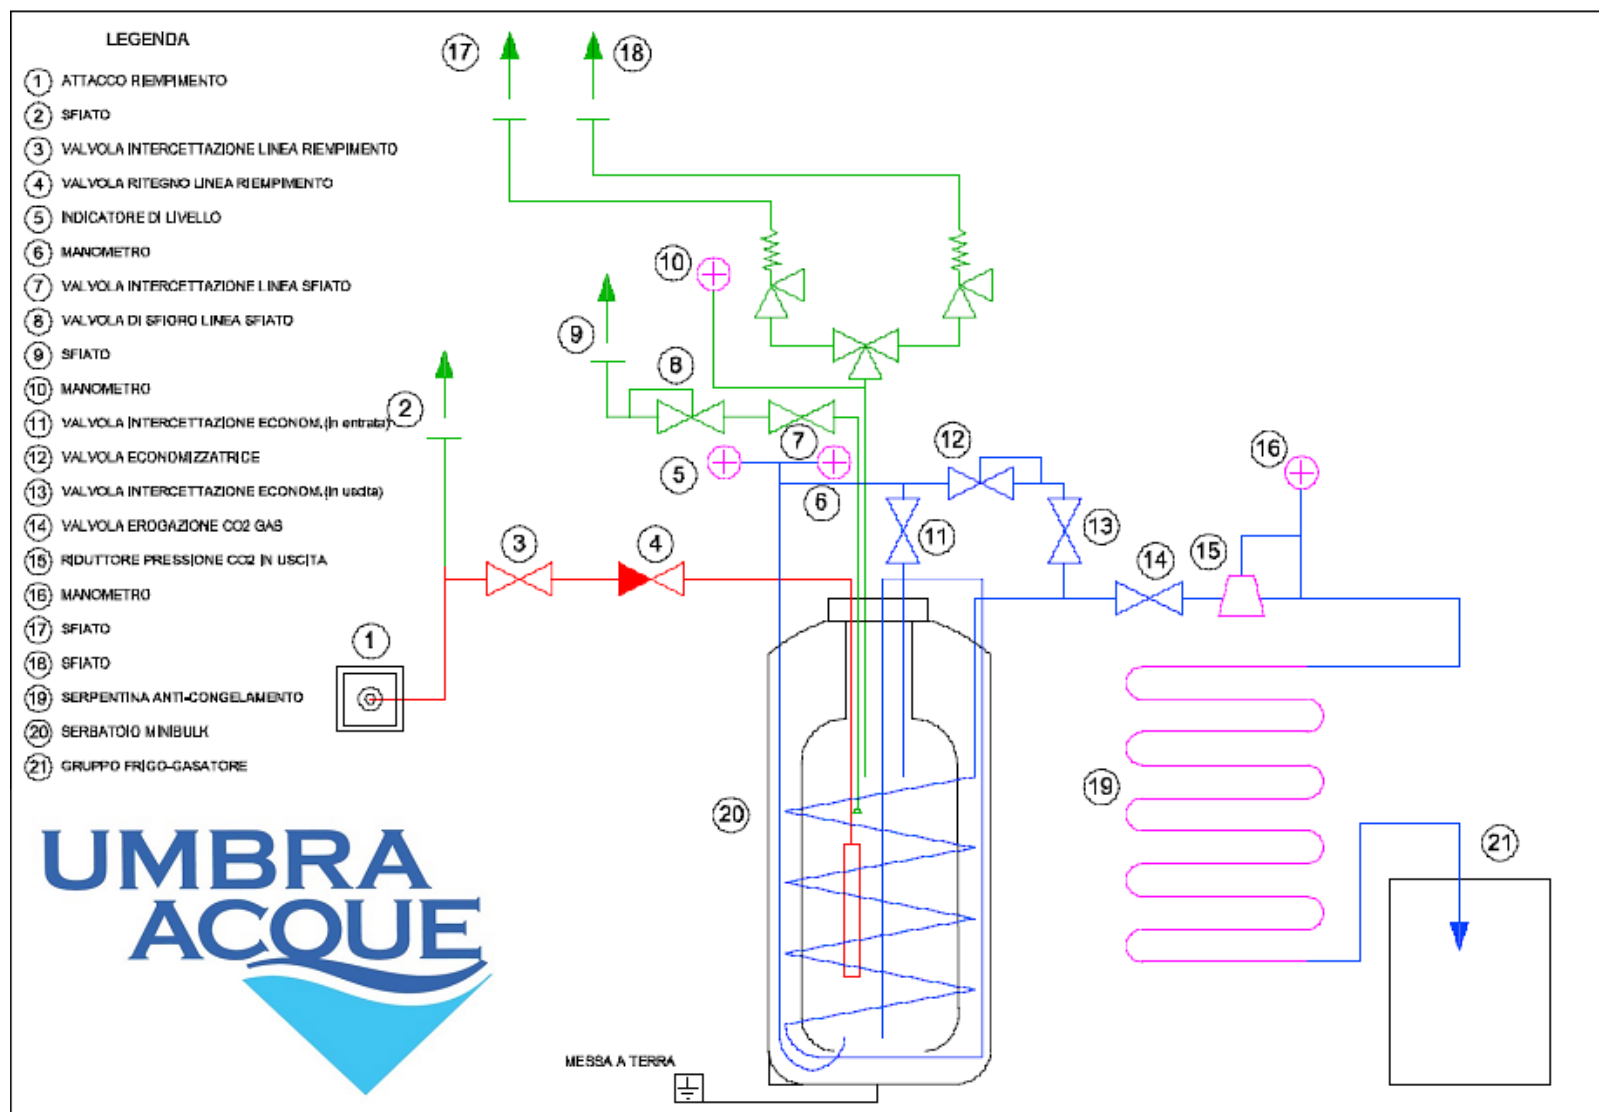 LEGENDA
1 ATTACCO RIEMPIMENTO
2 SFIATO
3 VALVOLA INTERCETTAZIONE LINEA RIEMPIMENTO
4 VALVOLA RITEGNO LINEA RIEMPIMENTO
5 INDICATORE DI LIVELLO
6 MANOMETRO
7 VALVOLA INTERCETTAZIONE LINEA SFIATO
8 VALVOLA DI SFIORO LINEA SFIATO
9 SFIATO
10 MANOMETRO
11 VALVOLA INTERCETTAZIONE ECONOM.(in entrata)
12 VALVOLA ECONOMIZZATRICE
13 VALVOLA INTERCETTAZIONE ECONOM.(in uscita)
14 VALVOLA EROGAZIONE CO2 GAS
15 RIDUTTORE PRESSIONE CO2 IN USCITA
16 MANOMETRO
17 SFIATO
18 SFIATO
19 SERPENTINA ANTI-CONGELAMENTO
20 SERBATOIO MINIBULK
21 GRUPPO FRIGO-GASATORE
17
18
10
9
8
2
7
12
16
5
6
11
13
3
4
14
15
1
19
20
21
UMBRA
ACQUE
MESSA A TERRA